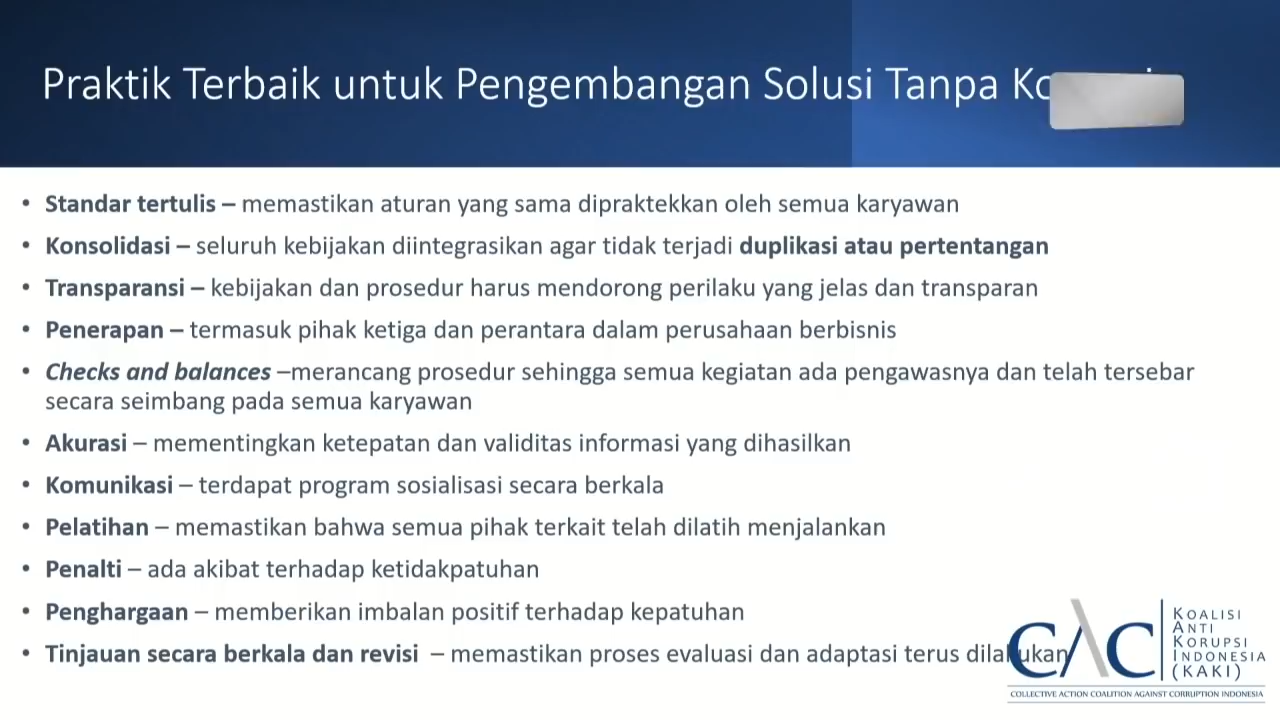 Praktik Terbaik untuk Pengembangan Solusi Tanpa
• Standar tertulis – memastikan aturan yang sama dipraktekkan oleh semua karyawan
• Konsolidasi – seluruh kebijakan diintegrasikan agar tidak terjadi duplikasi atau pertentangan
• Transparansi – kebijakan dan prosedur harus mendorong perilaku yang jelas dan transparan
• Penerapan – termasuk pihak ketiga dan perantara dalam perusahaan berbisnis
• Checks and balances –merancang prosedur sehingga semua kegiatan ada pengawasnya dan telah tersebar
secara seimbang pada semua karyawan
• Akurasi – mementingkan ketepatan dan validitas informasi yang dihasilkan
• Komunikasi – terdapat program sosialisasi secara berkala
• Pelatihan – memastikan bahwa semua pihak terkait telah dilatih menjalankan
• Penalti – ada akibat terhadap ketidakpatuhan
• Penghargaan – memberikan imbalan positif terhadap kepatuhan
• Tinjauan secara berkala dan revisi – memastikan proses evaluasi dan adaptasi terus dilakukan
CAC
KOALISI
ANTI
KORUPSI
INDONESIA
(KAKI)
COLLECTIVE ACTION COALITION AGAINST CORRUPTION INDONESIA